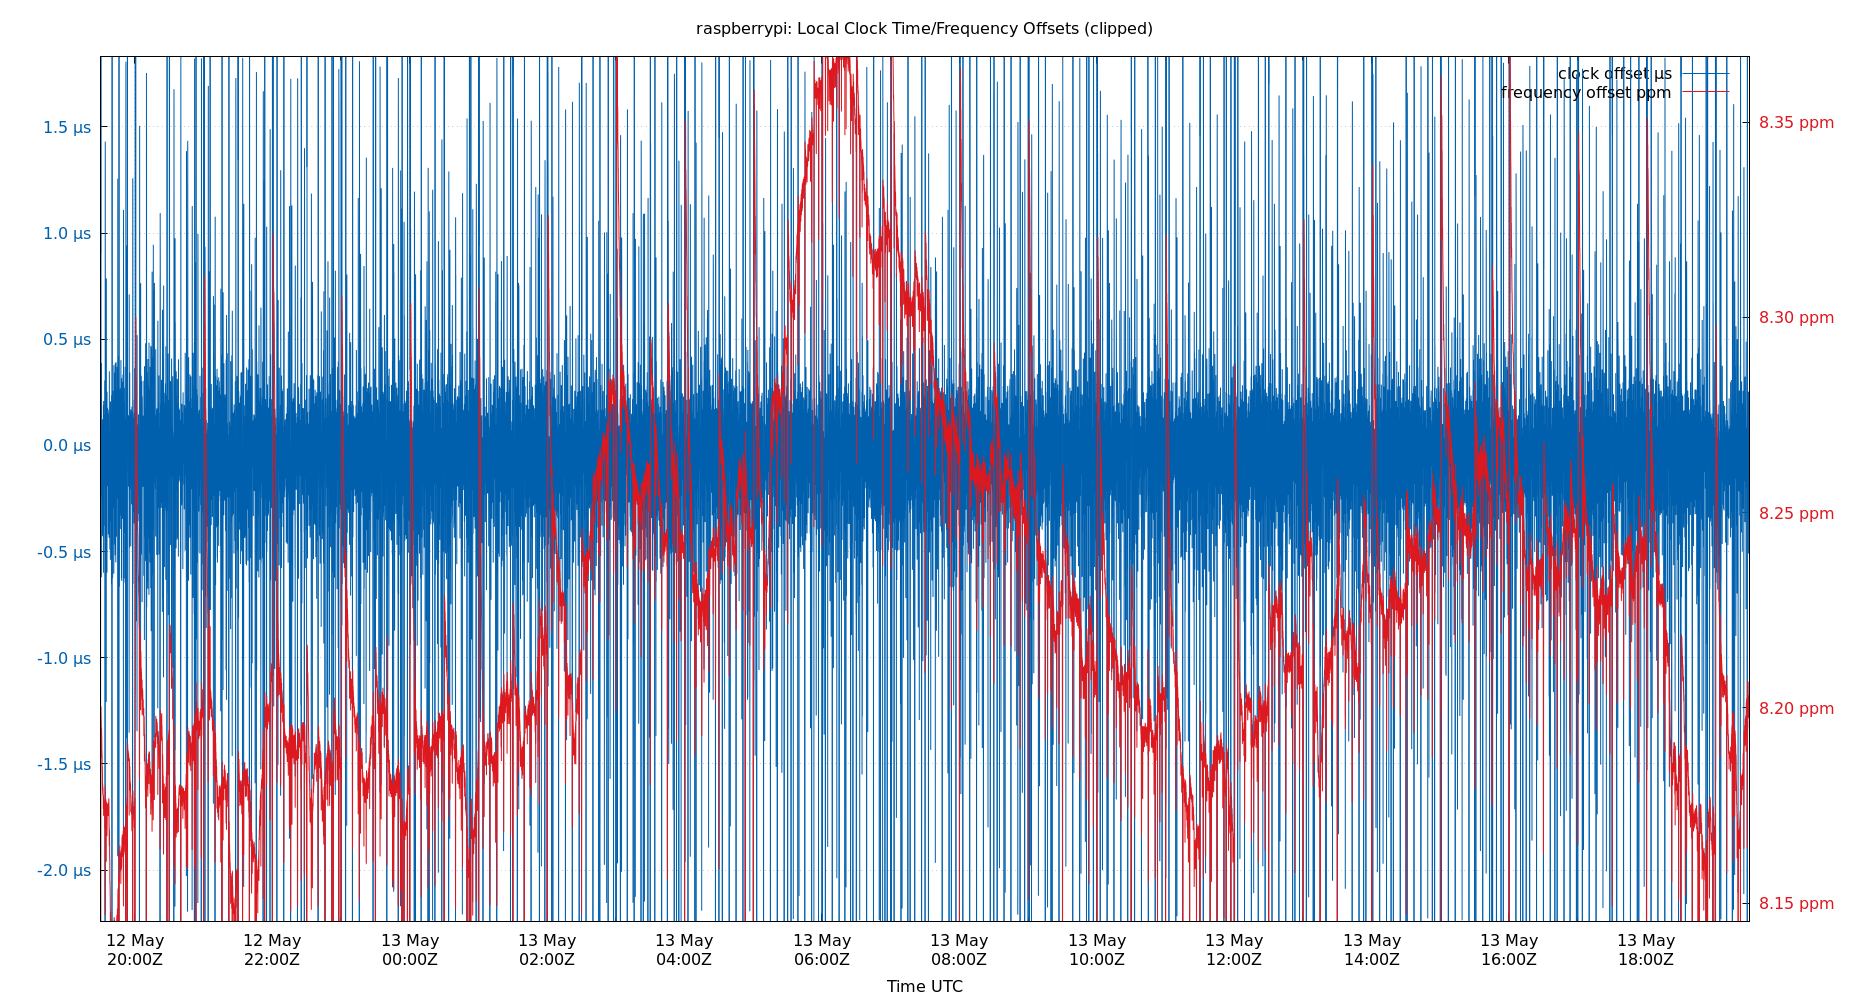 raspberrypi: Local Clock Time/Frequency Offsets (clipped)
clock offset µs
frequency offset ppm
1.5 µs
1.0 µs
0.5 µs
0.0 µs
-0.5 µs
-1.0 µs
-1.5 µs
-2.0 µs
8.35 ppm
8.30 ppm
8.25 ppm
8.20 ppm
8.15 ppm
12 May
20:00Z
12 May
22:00Z
13 May
00:00Z
13 May
02:00Z
13 May
04:00Z
13 May
06:00Z
13 May
08:00Z
13 May
10:00Z
13 May
12:00Z
13 May
14:00Z
13 May
16:00Z
13 May
18:00Z
Time UTC